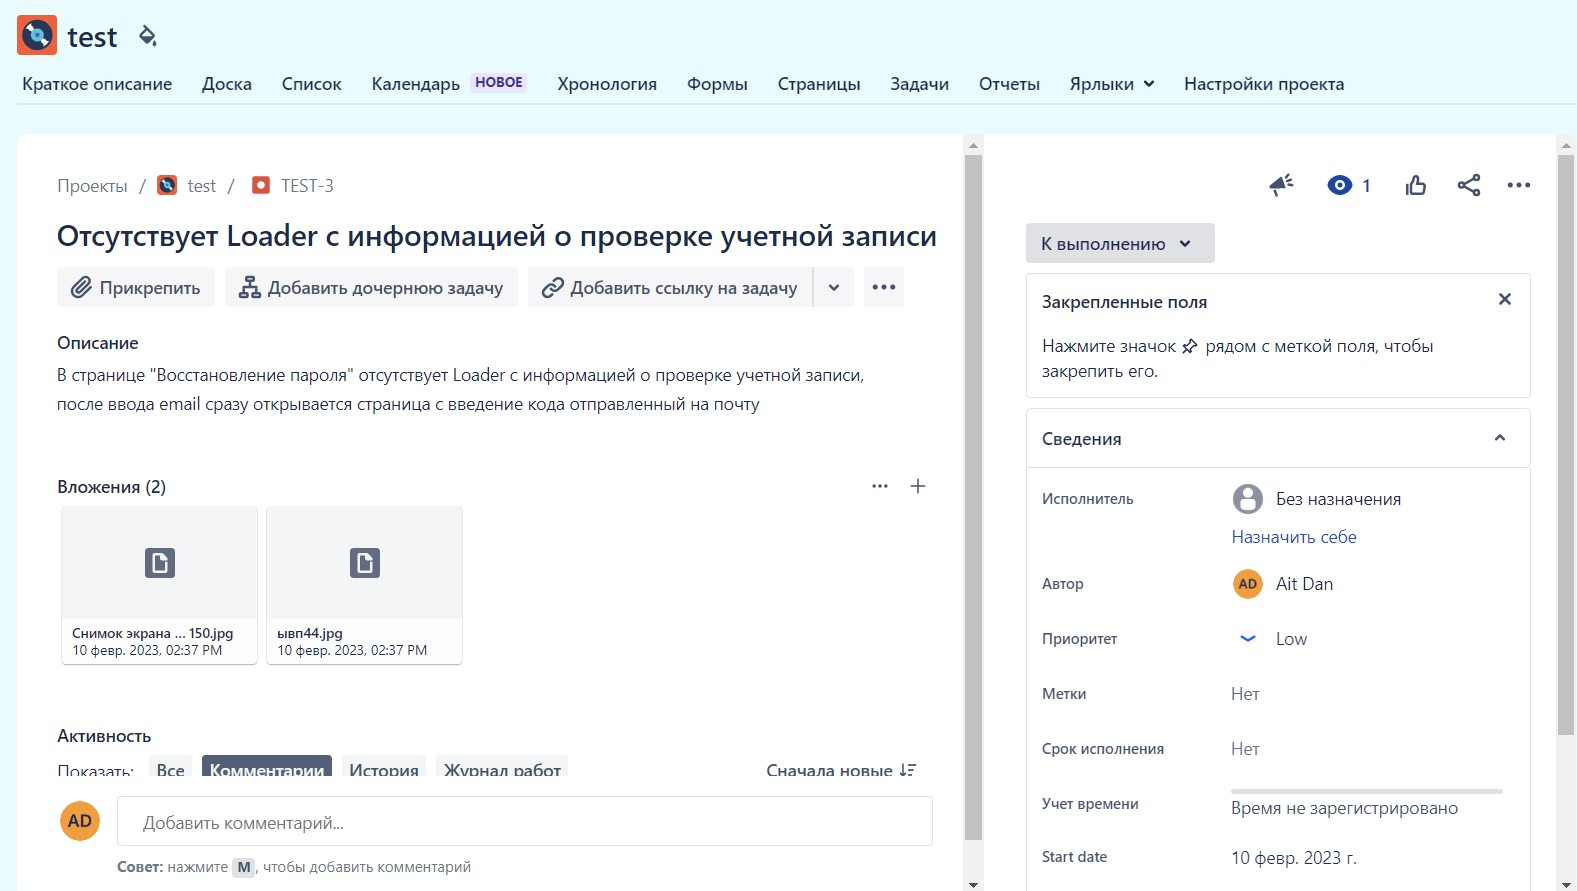 test
Краткое описание Доска Список Календарь НОВОЕ Хронология Формы Страницы Задачи Отчеты Ярлыки Настройки проекта
Проекты / test / TEST-3
1
Отсутствует Loader с информацией о проверке учетной записи
Прикрепить Добавить дочернюю задачу Добавить ссылку на задачу
Описание
В странице "Восстановление пароля" отсутствует Loader с информацией о проверке учетной записи,
после ввода email сразу открывается страница с введение кода отправленный на почту
Вложения (2)
Снимок экрана ... 150.jpg
10 февр. 2023, 02:37 PM
ывп44.jpg
10 февр. 2023, 02:37 PM
Активность
Показать: Все Комментарии История Журнал работ Сначала новые
AD Добавить комментарий...
Совет: нажмите M, чтобы добавить комментарий
К выполнению
Закрепленные поля
Нажмите значок рядом с меткой поля, чтобы
закрепить его.
Сведения
Исполнитель Без назначения
Назначить себе
Автор AD Ait Dan
Приоритет Low
Метки Нет
Срок исполнения Нет
Учет времени Время не зарегистрировано
Start date 10 февр. 2023 г.